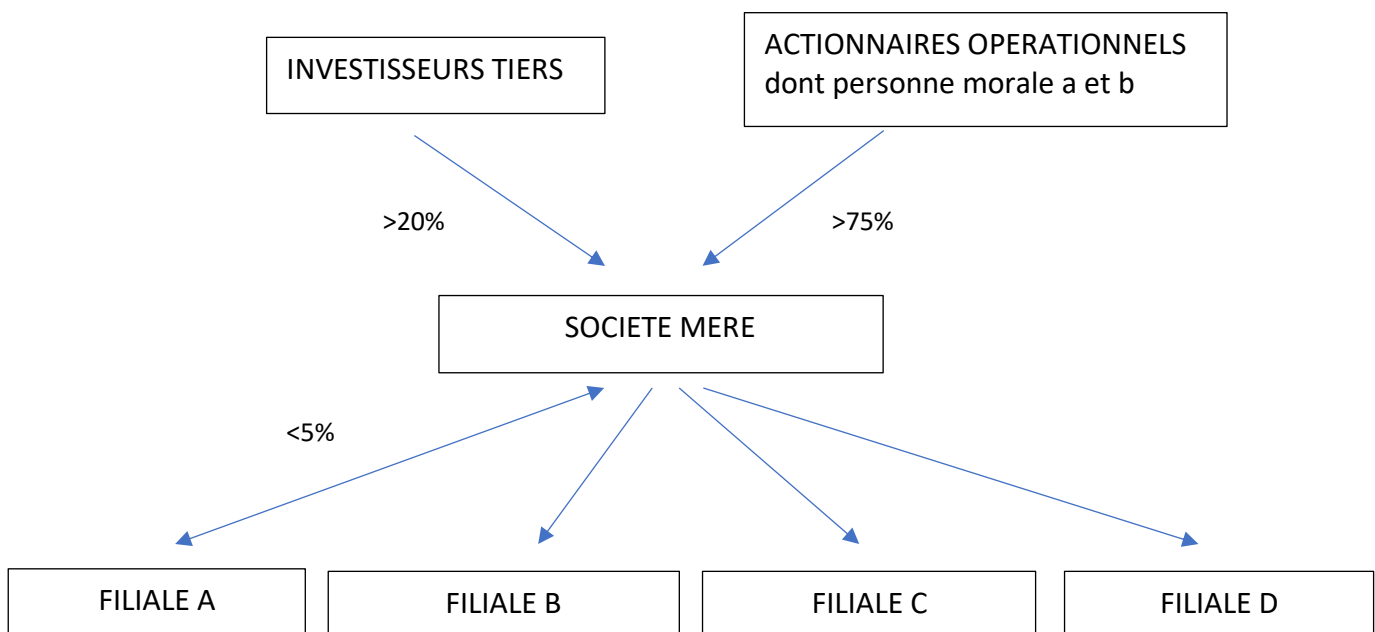 INVESTISSEURS TIERS
ACTIONNAIRES OPERATIONNELS
dont personne morale a et b
>20%
>75%
SOCIETE MERE
<5%
FILIALE A
FILIALE B
FILIALE C
FILIALE D